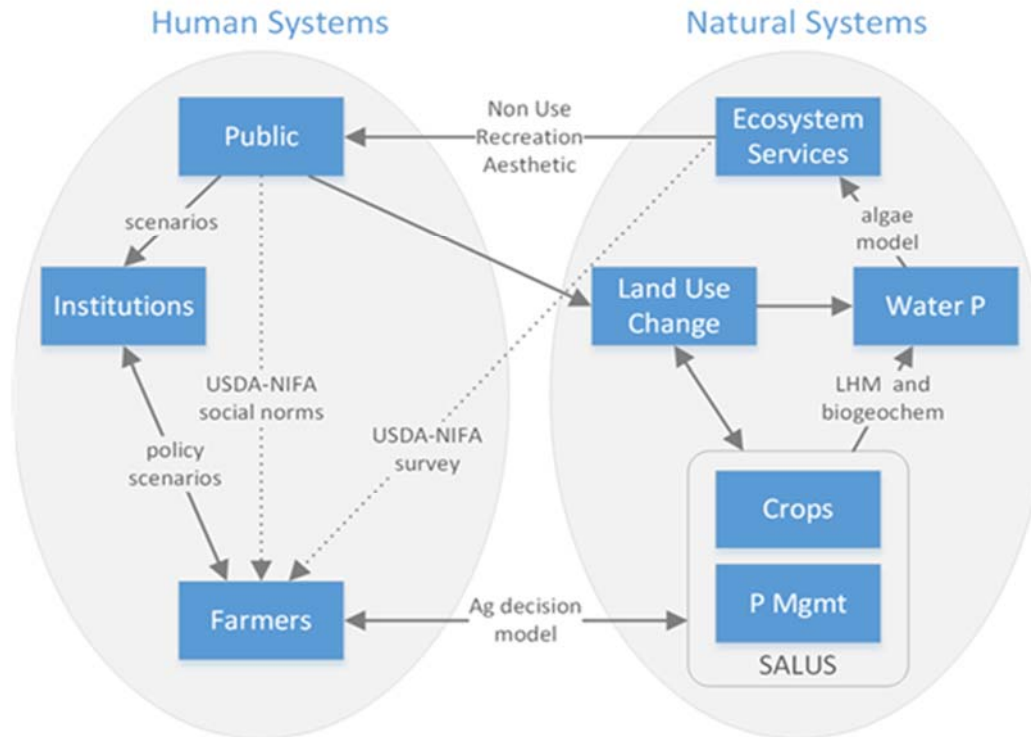 Human Systems
Natural Systems
Public
Non Use
Recreation
Aesthetic
Ecosystem
Services
scenarios
algae
model
Institutions
Land Use
Change
Water P
USDA-NIFA
social norms
LHM and
biogeochem
USDA-NIFA
survey
policy
scenarios
Crops
Farmers
Ag decision
model
P Mgmt
SALUS